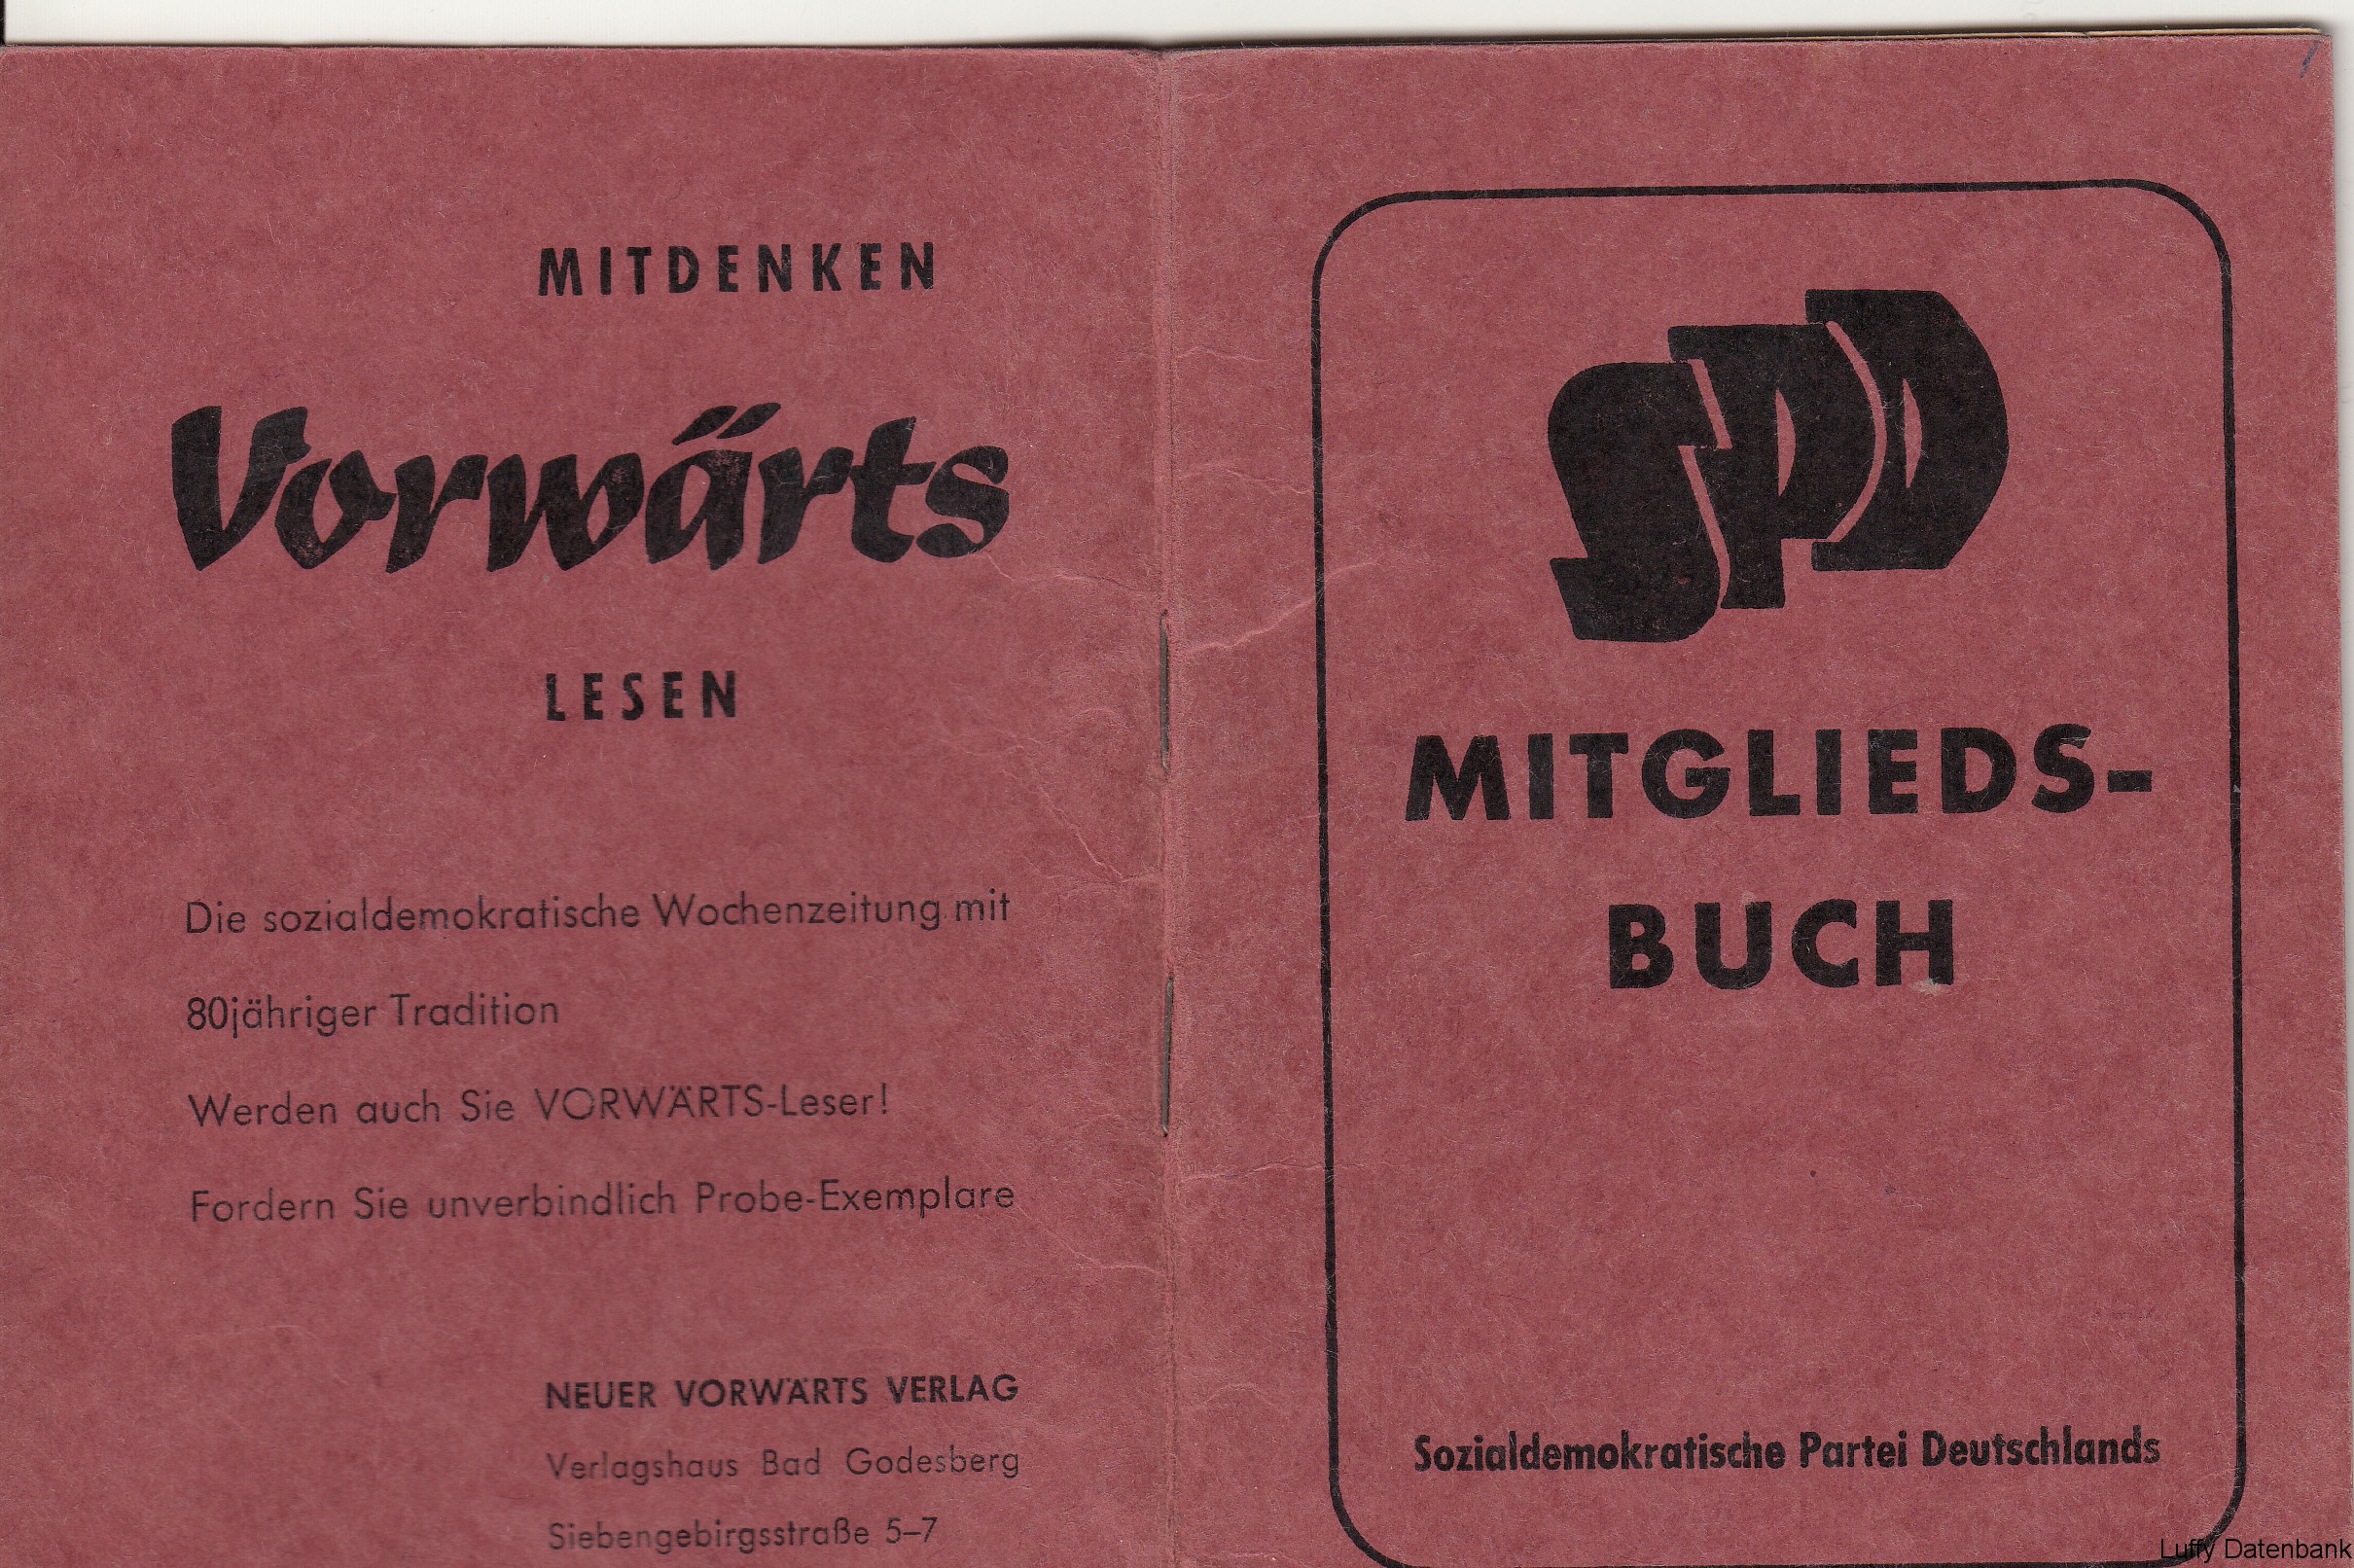 MITDENKEN
Vorwärts
LESEN
Die sozialdemokratische Wochenzeitung mit
80jähriger Tradition
Werden auch Sie VORWÄRTS-Leser!
Fordern Sie unverbindlich Probe-Exemplare
NEUER VORWÄRTS VERLAG
Verlagshaus Bad Godesberg
Siebengebirgsstraße 5–7
SPD
MITGLIEDS-
BUCH
Sozialdemokratische Partei Deutschlands
Luffy Datenbank